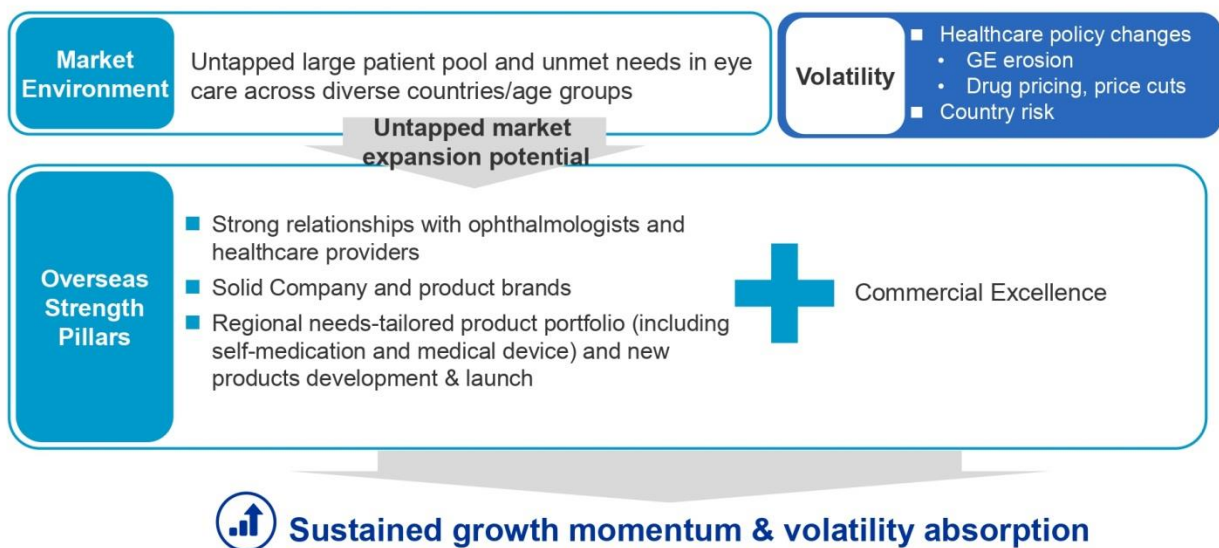 Market
Environment
Untapped large patient pool and unmet needs in eye
care across diverse countries/age groups
Volatility
■ Healthcare policy changes
• GE erosion
• Drug pricing, price cuts
■ Country risk
Untapped market
expansion potential
Overseas
Strength
Pillars
■ Strong relationships with ophthalmologists and
healthcare providers
■ Solid Company and product brands
■ Regional needs-tailored product portfolio (including
self-medication and medical device) and new
products development & launch
Commercial Excellence
Sustained growth momentum & volatility absorption